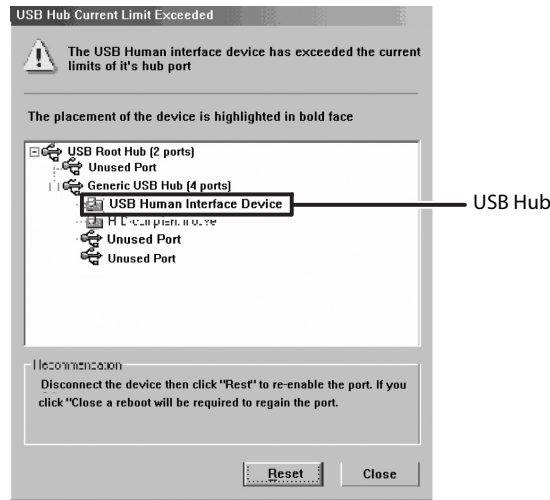 USB Hub Current Limit Exceeded
The USB Human interface device has exceeded the current
limits of it's hub port
The placement of the device is highlighted in bold face
USB Root Hub (2 ports)
Unused Port
Generic USB Hub (4 ports)
USB Human Interface Device
USB Hub
Unused Port
Unused Port
Recommencation
Disconnect the device then click "Rest" to re-enable the port. If you
click "Close a reboot will be required to regain the port.
Reset
Close